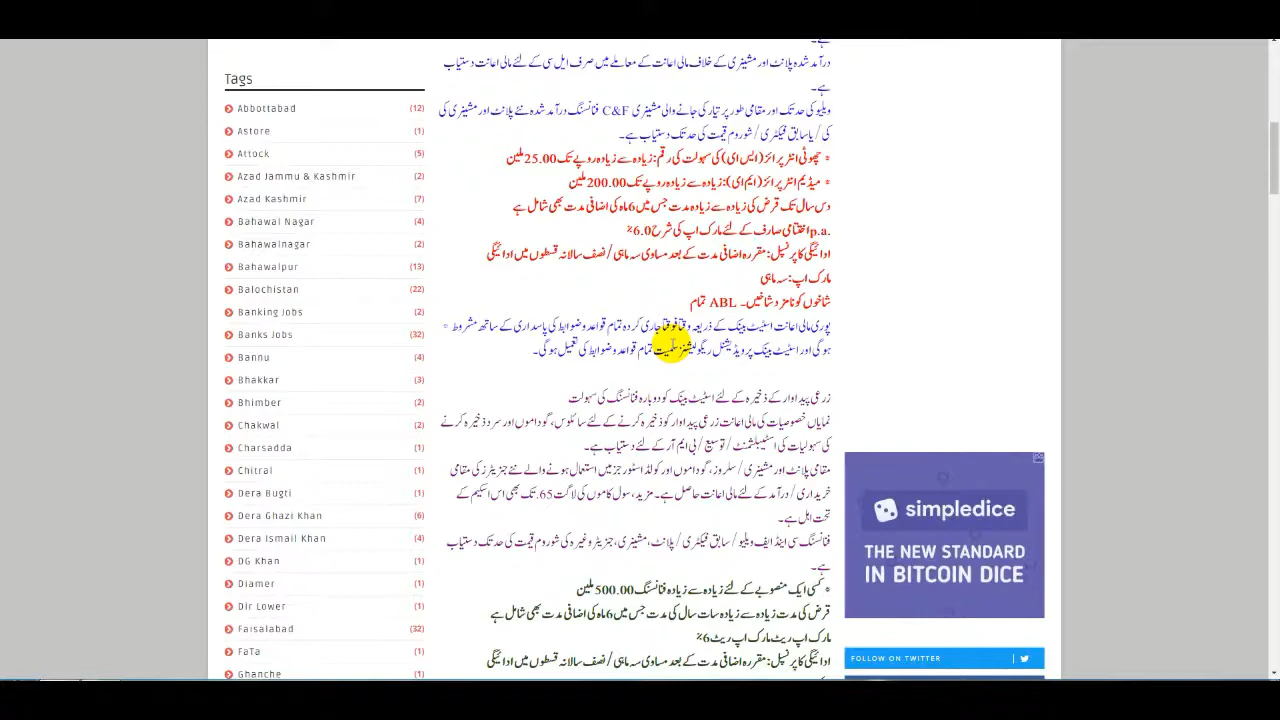 Tags
Abbottabad (12)
Astore (1)
Attock (5)
Azad Jammu & Kashmir (2)
Azad Kashmir (7)
Bahawal Nagar (4)
Bahawalnagar (2)
Bahawalpur (13)
Balochistan (22)
Banking Jobs (2)
Banks Jobs (32)
Bannu (4)
Bhakkar (3)
Bhimber (2)
Chakwal (2)
Charsadda (1)
Chitral (1)
Dera Bugti (1)
Dera Ghazi Khan (6)
Dera Ismail Khan (4)
DG Khan (1)
Diamer (1)
Dir Lower (1)
Faisalabad (32)
FaTa (1)
Ghanche (1)
درآمد شدہ پلانٹ اور مشینری کے خلاف مالی اعانت کے معاملے میں صرف ایل سی کے لئے مالی اعانت دستیاب
ہے۔
ویلیو کی حد تک اور مقامی طور پر تیار کی جانے والی مشینری C&F فنانسنگ درآمد شدہ نئے پلانٹ اور مشینری کی
کی / یا سابق فیکٹری / شوروم قیمت کی حد تک دستیاب ہے۔
* چھوٹی انٹرپرائز (ایس ای) کی سہولت کی رقم: زیادہ سے زیادہ روپے تک 25.00 ملین
* میڈیم انٹرپرائز (ایم ای): زیادہ سے زیادہ روپے تک 200.00 ملین
دس سال تک قرض کی زیادہ سے زیادہ مدت جس میں 6 ماہ کی اضافی مدت بھی شامل ہے
p.a. اختتامی صارف کے لئے مارک اپ کی شرح 6.0٪
ادائیگی کا پرنسپل: مقررہ اضافی مدت کے بعد مساوی سہ ماہی / نصف سالانہ قسطوں میں ادائیگی
مارک اپ: سہ ماہی
شاخوں کو نامزد شاخیں۔ ABL تمام
پوری مالی اعانت اسٹیٹ بینک کے ذریعہ وقتا فوقتا جاری کردہ تمام قواعد و ضوابط کی پاسداری کے ساتھ مشروط *
ہوگی اور اسٹیٹ بینک پرویڈینشل ریگولیشنز سمیت تمام قواعد و ضوابط کی تعمیل ہوگی۔
زرعی پیداوار کے ذخیرہ کے لئے اسٹیٹ بینک کو دوبارہ فنانسنگ کی سہولت
نمایاں خصوصیات کی مالی اعانت زرعی پیداوار کو ذخیرہ کرنے کے لئے سائلوس، گوداموں اور سرد ذخیرہ کرنے
کی سہولیات کی اسٹیبلشمنٹ / توسیع / بی ایم آر کے لئے دستیاب ہے۔
مقامی پلانٹ اور مشینری / سلروز، گوداموں اور کولڈ اسٹورجز میں استعمال ہونے والے نئے جنریٹرز کی مقامی
خریداری / درآمد کے لئے مالی اعانت حاصل ہے۔ مزید، سول کاموں کی لاگت 65٪ تک بھی اس اسکیم کے
تحت اہل ہے۔
فنانسنگ سی اینڈ ایف ویلیو / سابق فیکٹری / پلانٹ، مشینری، جنریٹر وغیرہ کی شوروم قیمت کی حد تک دستیاب
ہے۔
* کسی ایک منصوبے کے لئے زیادہ سے زیادہ فنانسنگ 500.00 ملین
قرض کی مدت زیادہ سے زیادہ سات سال کی مدت جس میں 6 ماہ کی اضافی مدت بھی شامل ہے
مارک اپ ریٹ مارک اپ ریٹ 6٪
ادائیگی کا پرنسپل: مقررہ اضافی مدت کے بعد مساوی سہ ماہی / نصف سالانہ قسطوں میں ادائیگی
simpledice
THE NEW STANDARD
IN BITCOIN DICE
FOLLOW ON TWITTER